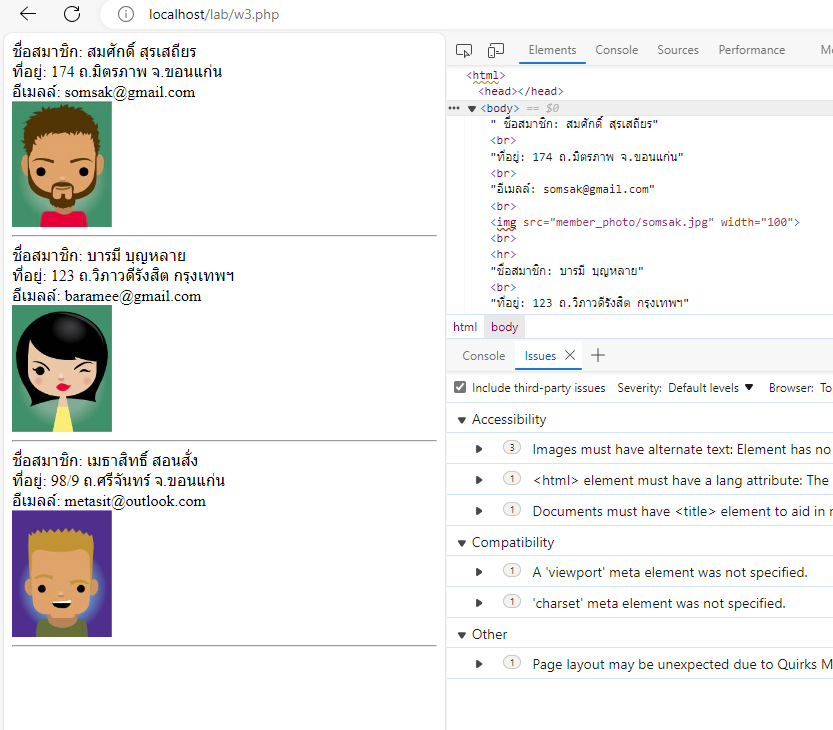 localhost/lab/w3.php
ชื่อสมาชิก: สมศักดิ์ สุรเสถียร
ที่อยู่: 174 ถ.มิตรภาพ จ.ขอนแก่น
อีเมลล์: somsak@gmail.com
ชื่อสมาชิก: บารมี บุญหลาย
ที่อยู่: 123 ถ.วิภาวดีรังสิต กรุงเทพฯ
อีเมลล์: baramee@gmail.com
ชื่อสมาชิก: เมธาสิทธิ์ สอนสั่ง
ที่อยู่: 98/9 ถ.ศรีจันทร์ จ.ขอนแก่น
อีเมลล์: metasit@outlook.com
Elements Console Sources Performance
<html>
<head></head>
<body> == $0
" ชื่อสมาชิก: สมศักดิ์ สุรเสถียร"
<br>
"ที่อยู่: 174 ถ.มิตรภาพ จ.ขอนแก่น"
<br>
"อีเมลล์: somsak@gmail.com"
<br>
<img src="member_photo/somsak.jpg" width="100">
<br>
<hr>
"ชื่อสมาชิก: บารมี บุญหลาย"
<br>
"ที่อยู่: 123 ถ.วิภาวดีรังสิต กรุงเทพฯ"
html body
Console Issues
Include third-party issues Severity: Default levels Browser:
Accessibility
3 Images must have alternate text: Element has no
1 <html> element must have a lang attribute: The
1 Documents must have <title> element to aid in
Compatibility
1 A 'viewport' meta element was not specified.
1 'charset' meta element was not specified.
Other
1 Page layout may be unexpected due to Quirks